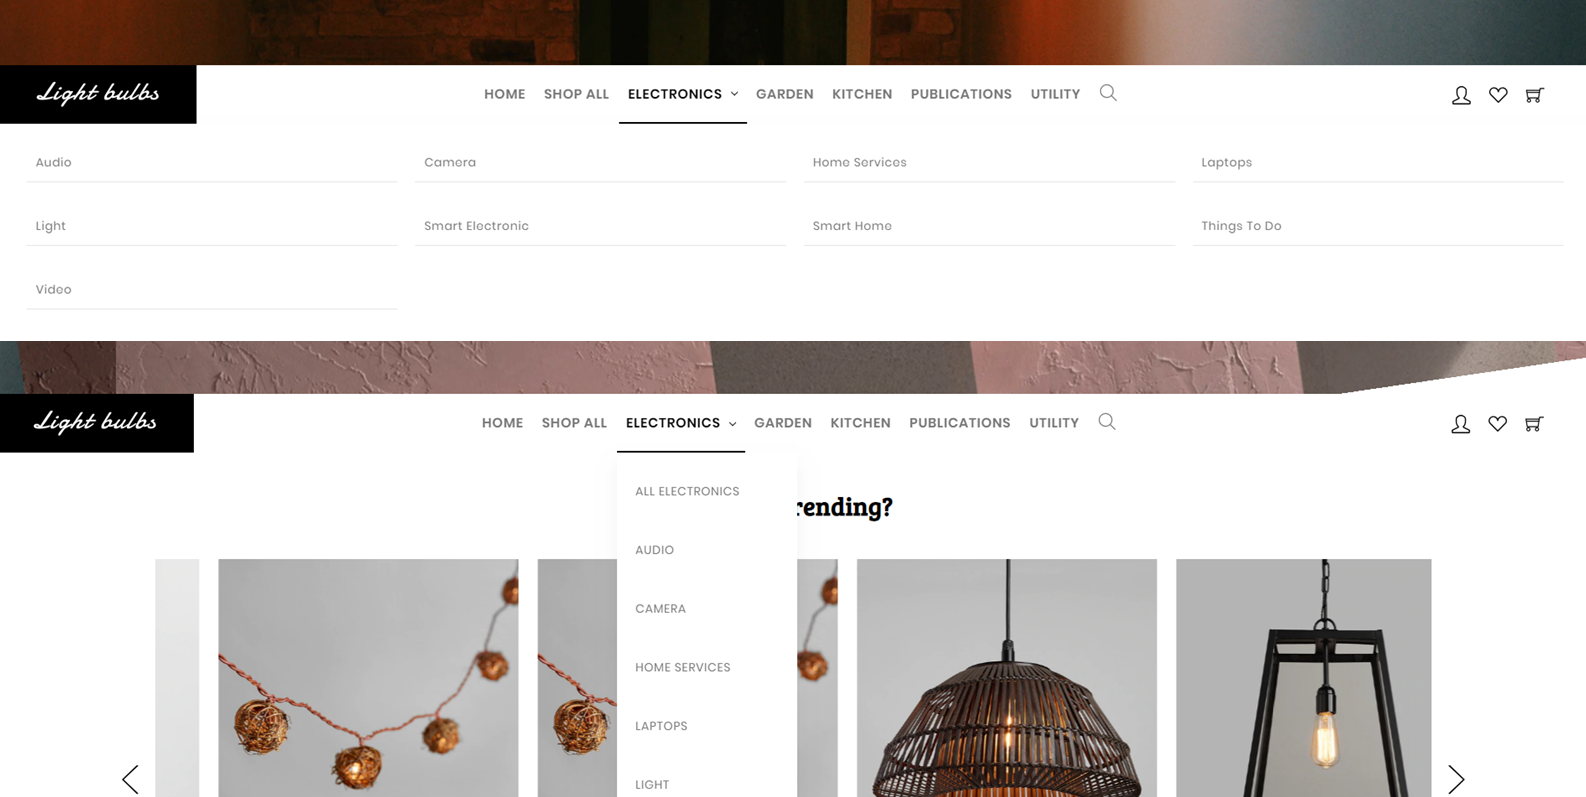 Light bulbs
HOME SHOP ALL ELECTRONICS GARDEN KITCHEN PUBLICATIONS UTILITY
Audio Camera Home Services Laptops
Light Smart Electronic Smart Home Things To Do
Video
Light bulbs
HOME SHOP ALL ELECTRONICS GARDEN KITCHEN PUBLICATIONS UTILITY
ALL ELECTRONICS
rending?
AUDIO
CAMERA
HOME SERVICES
LAPTOPS
LIGHT